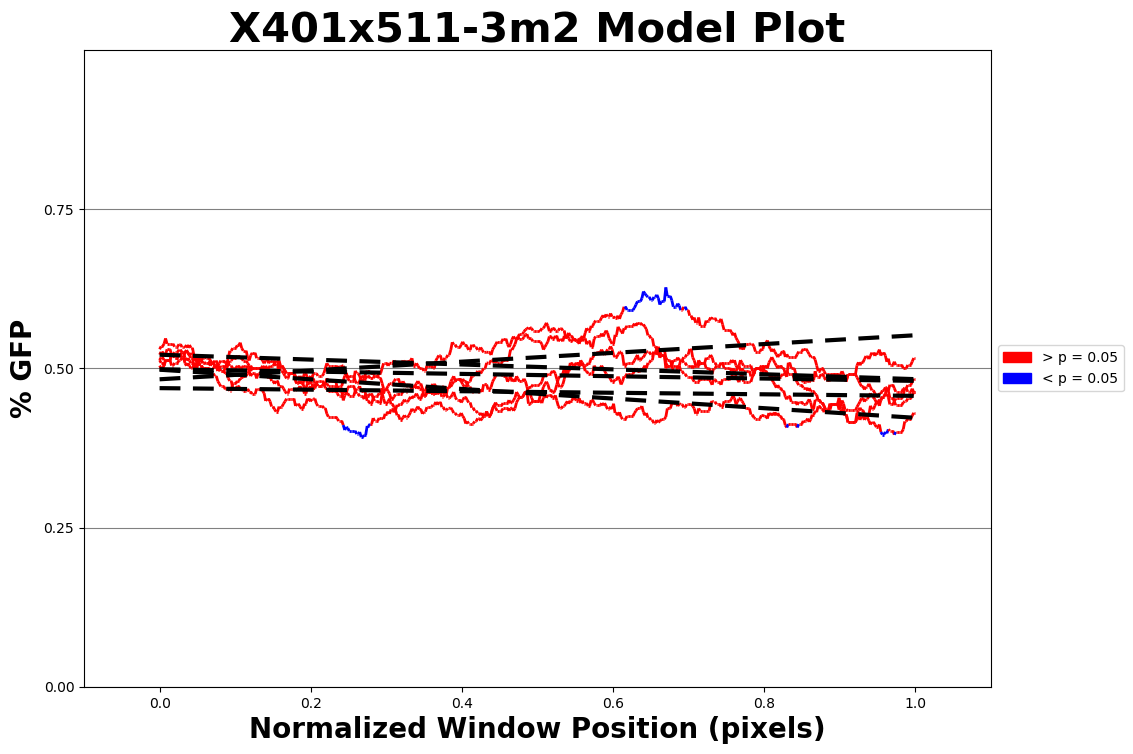 X401x511-3m2 Model Plot
% GFP
0.75
0.50
0.25
0.00
0.0 0.2 0.4 0.6 0.8 1.0
Normalized Window Position (pixels)
> p = 0.05
< p = 0.05